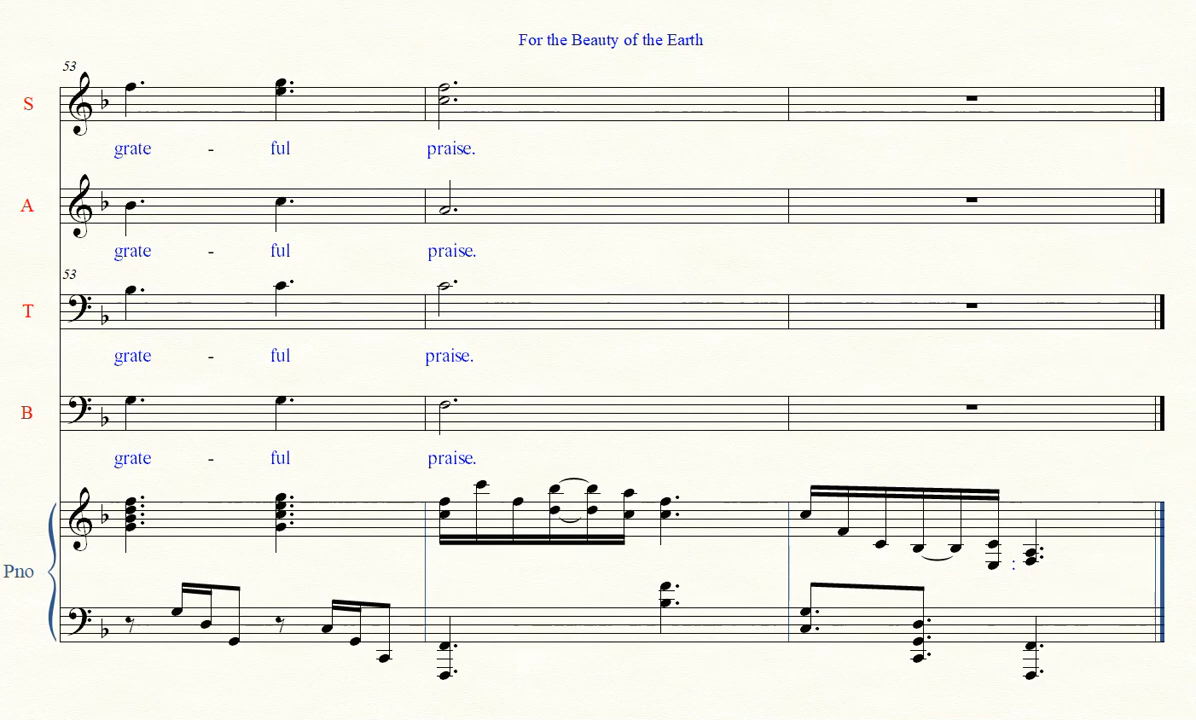 For the Beauty of the Earth
53
S
grate - ful praise.
A
grate - ful praise.
53
T
grate - ful praise.
B
grate - ful praise.
Pno
: